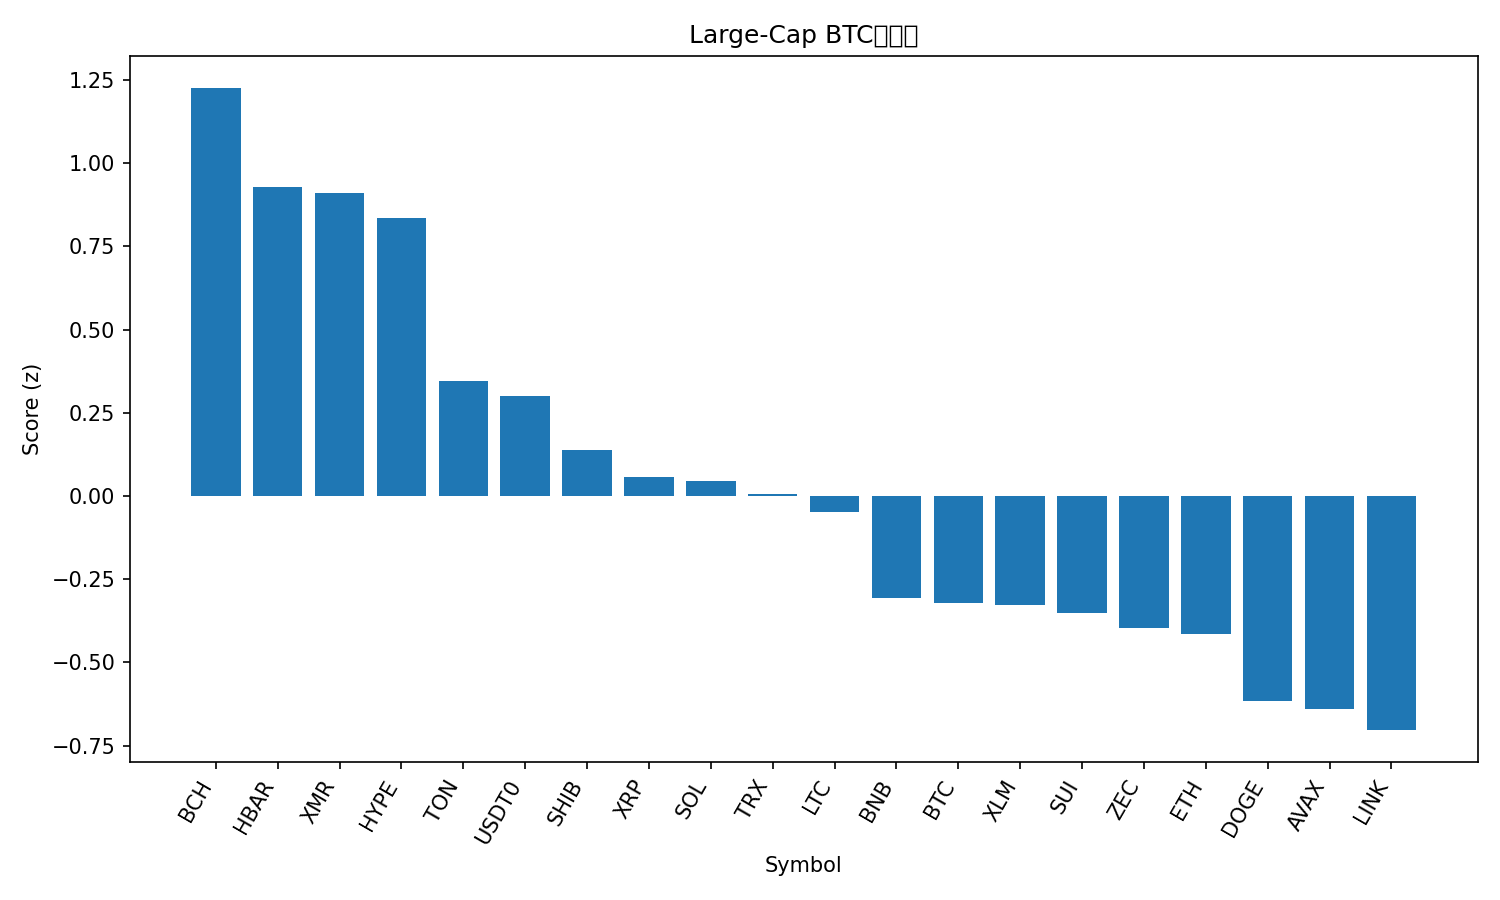 Large-Cap BTC
1.25
1.00
0.75
0.50
0.25
0.00
−0.25
−0.50
−0.75
Score (z)
BCH
HBAR
XMR
HYPE
TON
USDT0
SHIB
XRP
SOL
TRX
LTC
BNB
BTC
XLM
SUI
ZEC
ETH
DOGE
AVAX
LINK
Symbol